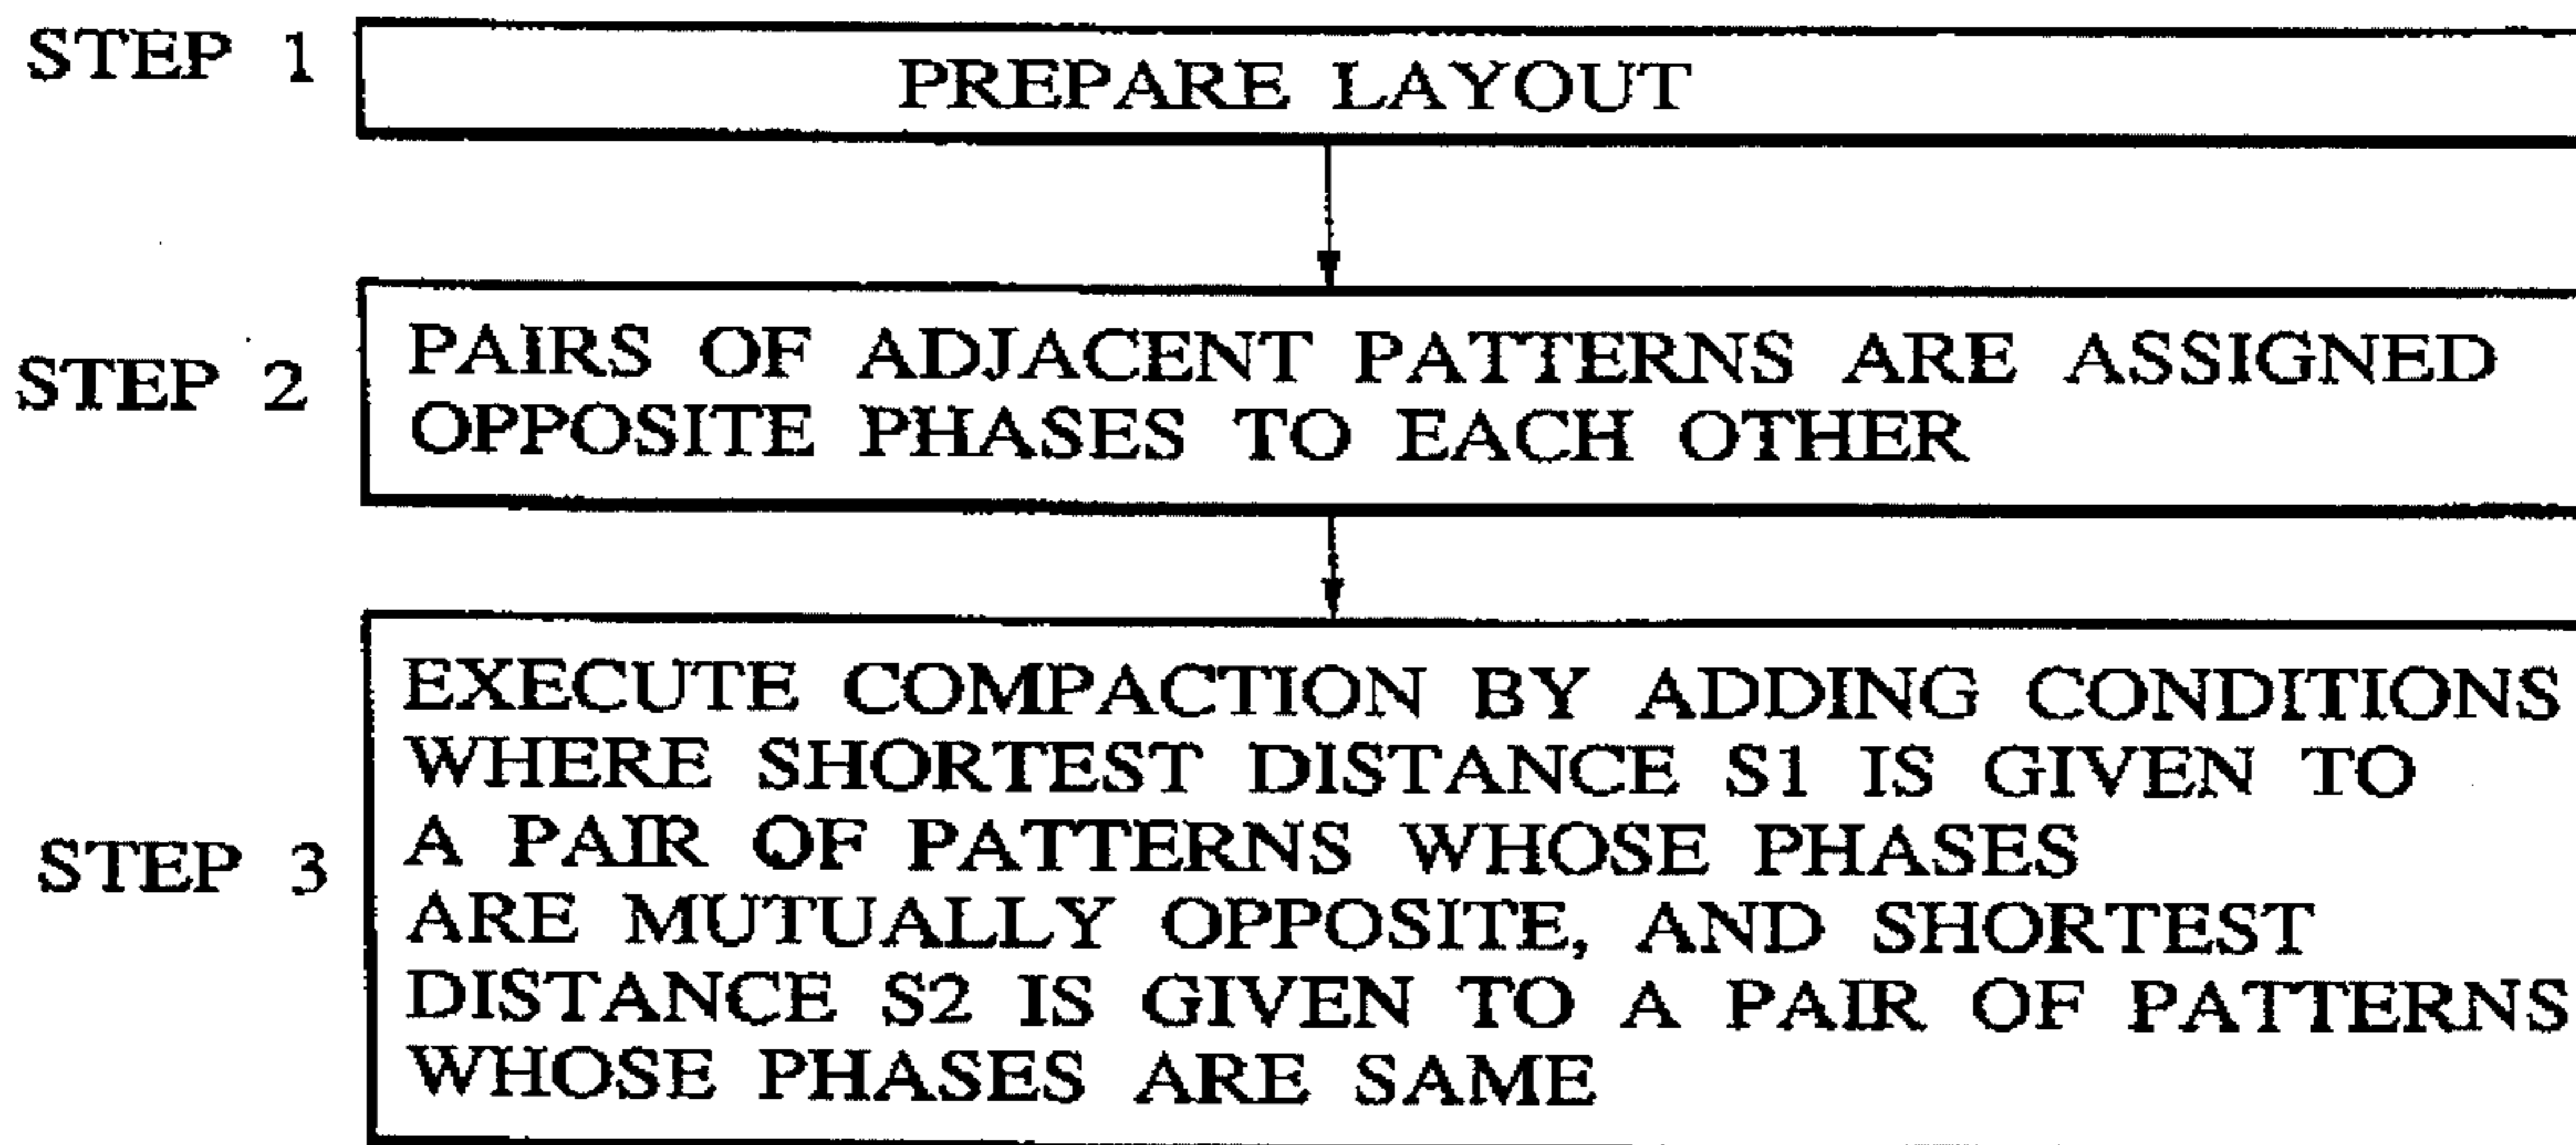 STEP 1
PREPARE LAYOUT
STEP 2
PAIRS OF ADJACENT PATTERNS ARE ASSIGNED
OPPOSITE PHASES TO EACH OTHER
STEP 3
EXECUTE COMPACTION BY ADDING CONDITIONS
WHERE SHORTEST DISTANCE S1 IS GIVEN TO
A PAIR OF PATTERNS WHOSE PHASES
ARE MUTUALLY OPPOSITE, AND SHORTEST
DISTANCE S2 IS GIVEN TO A PAIR OF PATTERNS
WHOSE PHASES ARE SAME